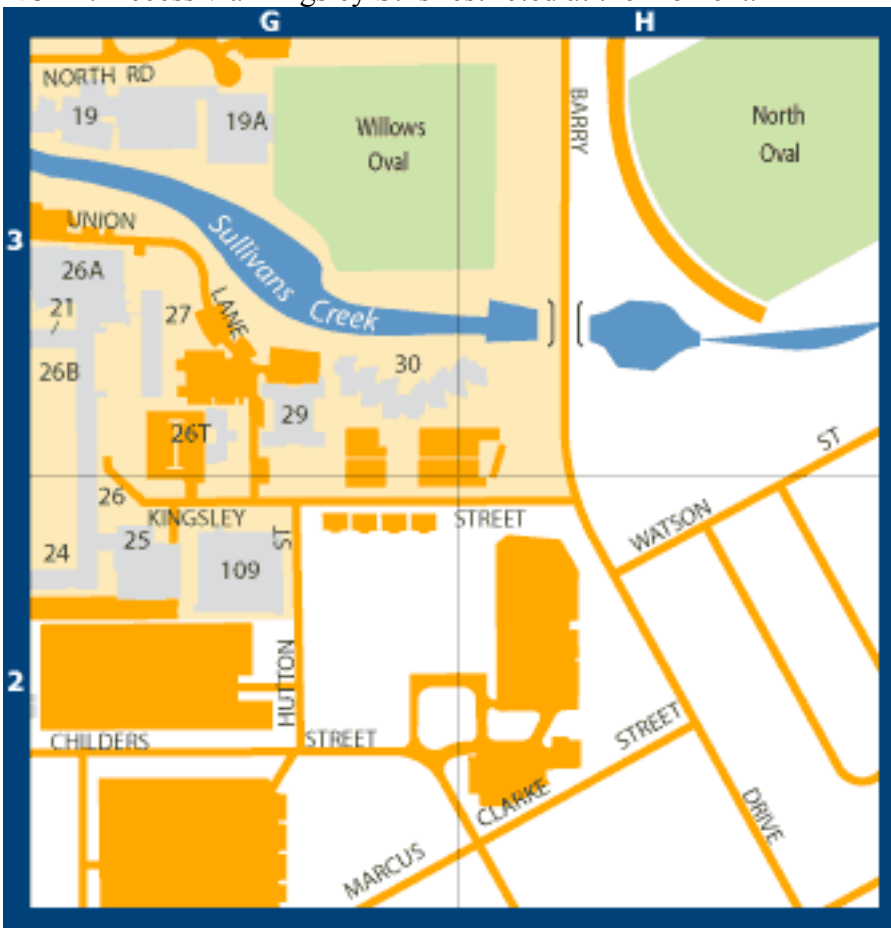 G
H
NORTH RD
19
19A
Willows
Oval
BARRY
North
Oval
3
UNION
Sullivans Creek
26A
21
27
LANE
26B
30
29
26T
ST
26
KINGSLEY
ST
STREET
WATSON
24
25
109
2
HUTTON
CHILDERS
STREET
STREET
CLARKE
DRIVE
MARCUS